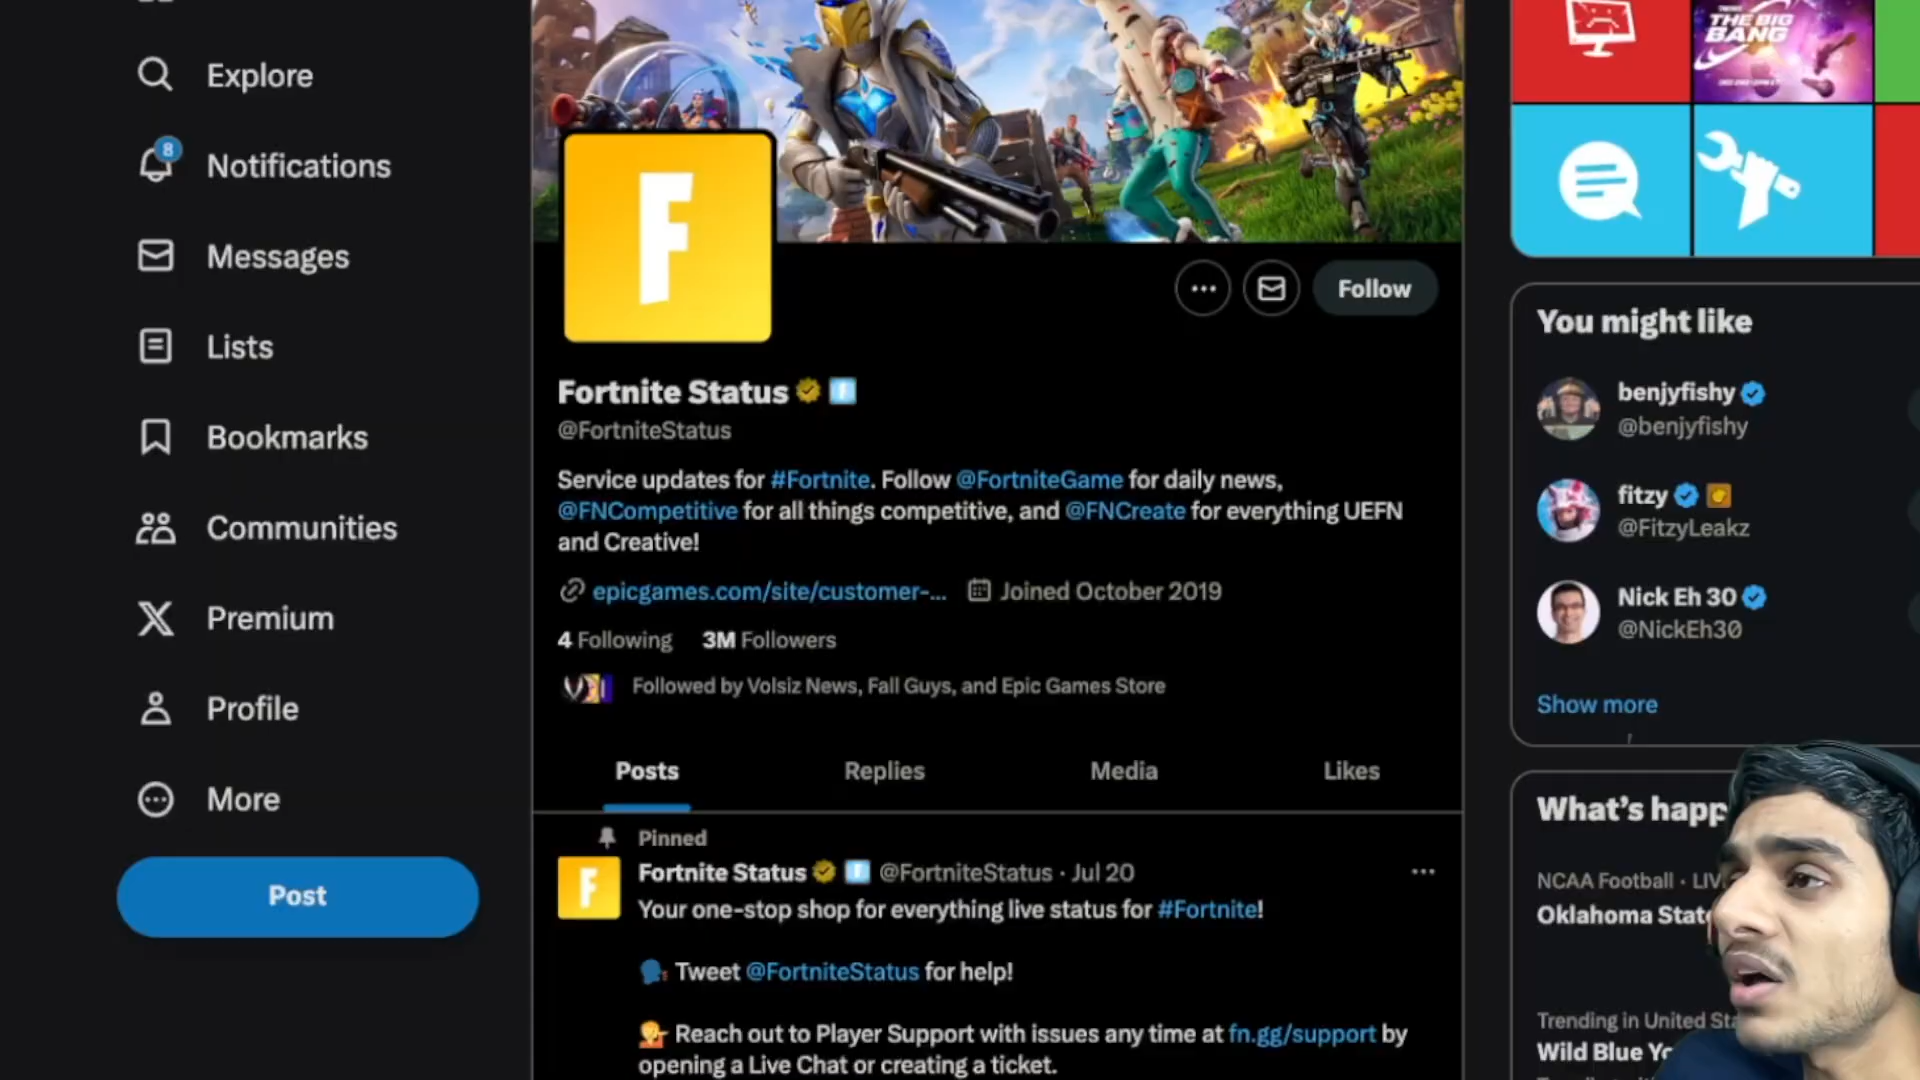 Explore
8
Notifications
Messages
Lists
Bookmarks
Communities
Premium
Profile
More
Post
F
Follow
Fortnite Status
@FortniteStatus
Service updates for #Fortnite. Follow @FortniteGame for daily news,
@FNCompetitive for all things competitive, and @FNCreate for everything UEFN
and Creative!
epicgames.com/site/customer-... Joined October 2019
4 Following 3M Followers
Followed by Volsiz News, Fall Guys, and Epic Games Store
Posts Replies Media Likes
Pinned
F
Fortnite Status @FortniteStatus · Jul 20
Your one-stop shop for everything live status for #Fortnite!
Tweet @FortniteStatus for help!
Reach out to Player Support with issues any time at fn.gg/support by
opening a Live Chat or creating a ticket.
THE BIG
BANG
You might like
benjyfishy
@benjyfishy
fitzy
@FitzyLeakz
Nick Eh 30
@NickEh30
Show more
What's happ
NCAA Football · LIV
Oklahoma Stat
Trending in United Sta
Wild Blue Yo